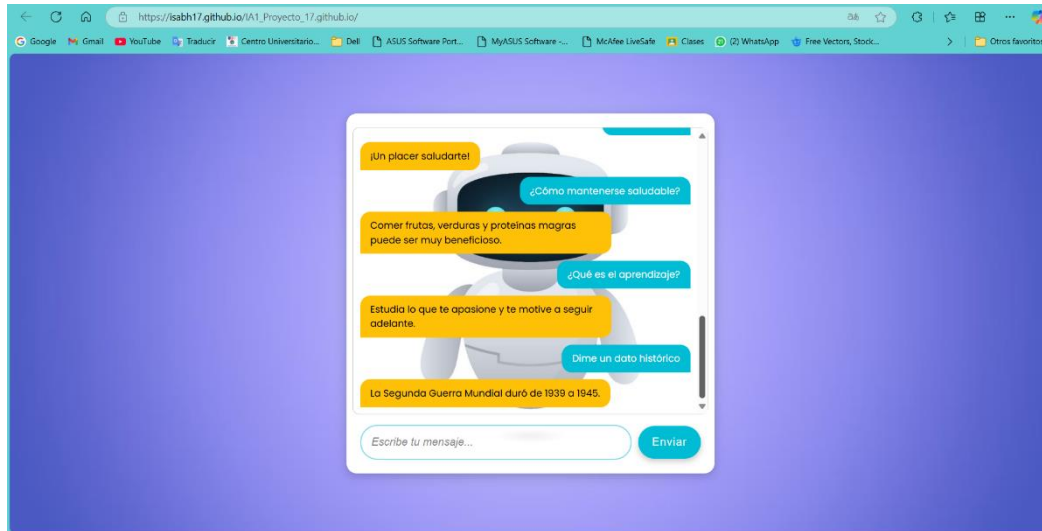 https://isabh17.github.io/IA1_Proyecto_17.github.io/
Google Gmail YouTube Traducir Centro Universitario... Dell ASUS Software Port... MyASUS Software -... McAfee LiveSafe Clases (2) WhatsApp Free Vectors, Stock... Otros favoritos
¡Un placer saludarte!
¿Cómo mantenerse saludable?
Comer frutas, verduras y proteínas magras
puede ser muy beneficioso.
¿Qué es el aprendizaje?
Estudia lo que te apasione y te motive a seguir
adelante.
Dime un dato histórico
La Segunda Guerra Mundial duró de 1939 a 1945.
Escribe tu mensaje... Enviar